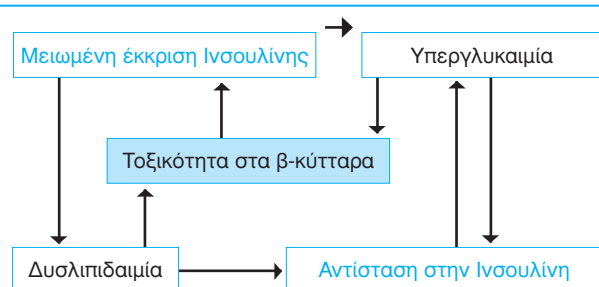 Μειωμένη έκκριση Ινσουλίνης
Υπεργλυκαιμία
Τοξικότητα στα β-κύτταρα
Δυσλιπιδαιμία
Αντίσταση στην Ινσουλίνη